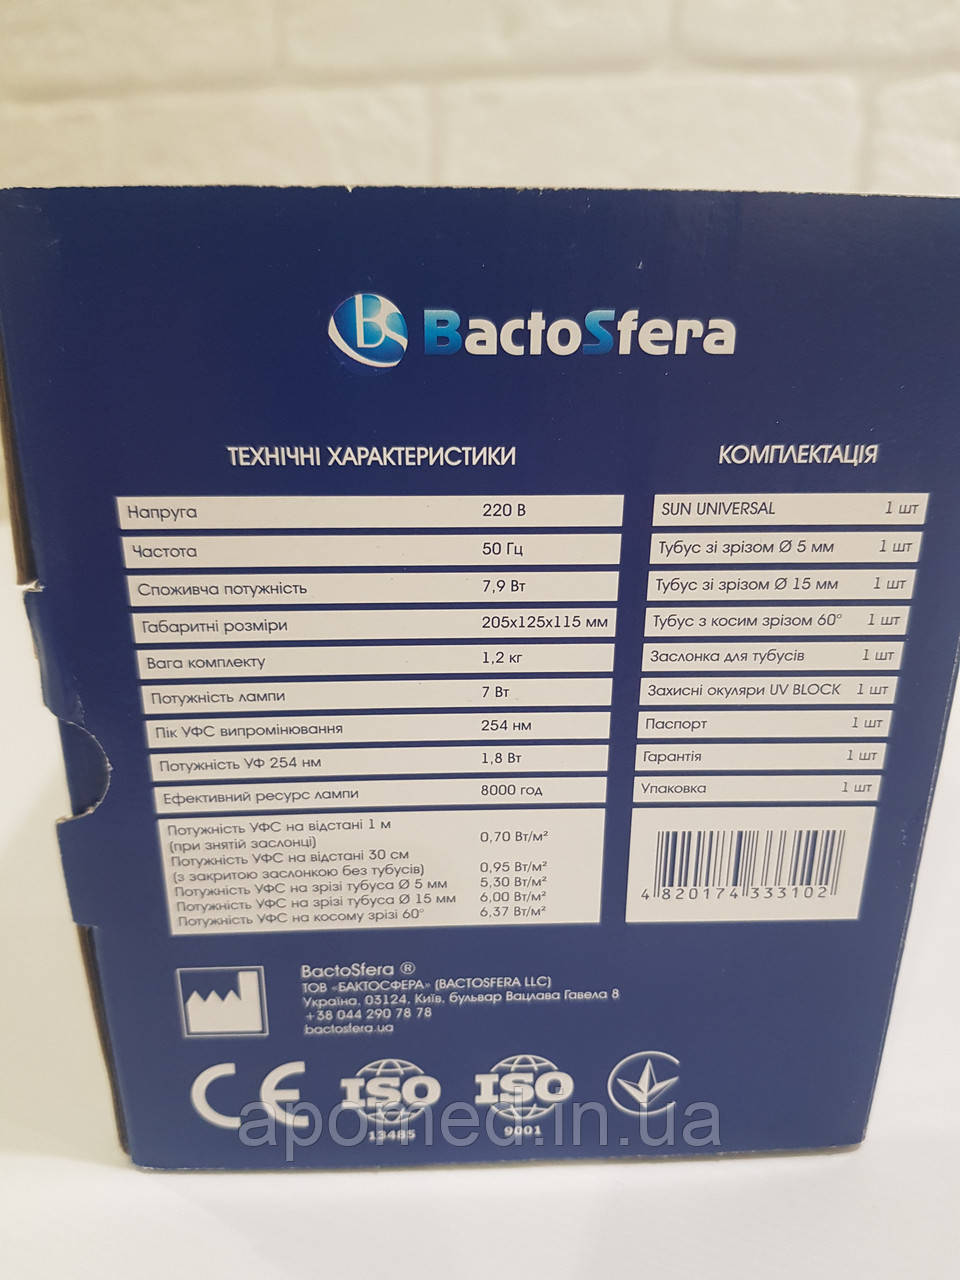 BS BactoSfera
ТЕХНІЧНІ ХАРАКТЕРИСТИКИ
Напруга 220 В
Частота 50 Гц
Споживча потужність 7,9 Вт
Габаритні розміри 205х125х115 мм
Вага комплекту 1,2 кг
Потужність лампи 7 Вт
Пік УФС випромінювання 254 нм
Потужність УФ 254 нм 1,8 Вт
Ефективний ресурс лампи 8000 год
Потужність УФС на відстані 1 м
(при знятій заслонці) 0,70 Вт/м²
Потужність УФС на відстані 30 см
(з закритою заслонкою без тубусів) 0,95 Вт/м²
Потужність УФС на зрізі тубуса Ø 5 мм 5,30 Вт/м²
Потужність УФС на зрізі тубуса Ø 15 мм 6,00 Вт/м²
Потужність УФС на косому зрізі 60° 6,37 Вт/м²
КОМПЛЕКТАЦІЯ
SUN UNIVERSAL 1 шт
Тубус зі зрізом Ø 5 мм 1 шт
Тубус зі зрізом Ø 15 мм 1 шт
Тубус з косим зрізом 60° 1 шт
Заслонка для тубусів 1 шт
Захисні окуляри UV BLOCK 1 шт
Паспорт 1 шт
Гарантія 1 шт
Упаковка 1 шт
4 820174 333102
BactoSfera ®
ТОВ «БАКТОСФЕРА» (BACTOSFERA LLC)
Україна, 03124, Київ, бульвар Вацлава Гавела 8
+38 044 290 78 78
bactosfera.ua
CE
ISO
13485
ISO
9001
apomed.in.ua